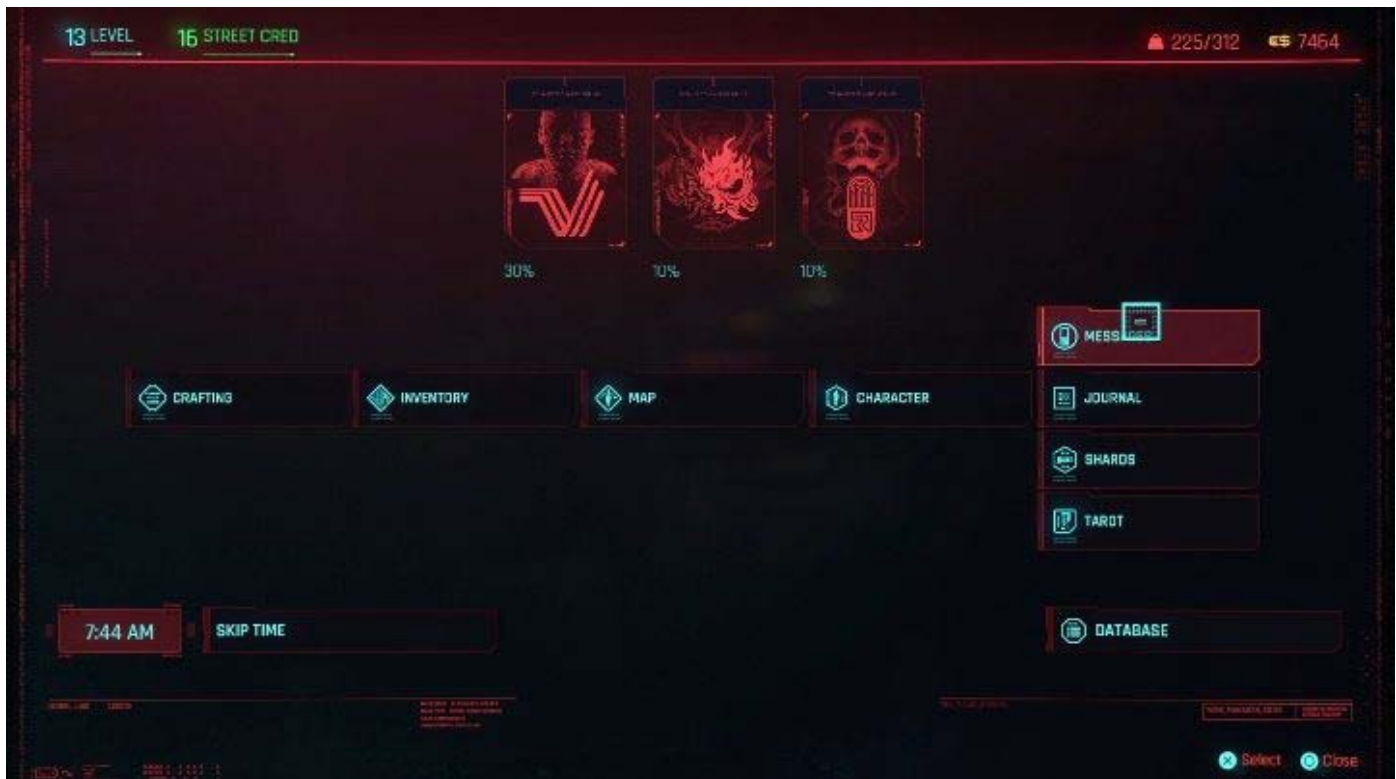 13 LEVEL
16 STREET CRED
225/312
€$ 7464
30%
10%
10%
MESSAGES
CRAFTING
INVENTORY
MAP
CHARACTER
JOURNAL
SHARDS
TAROT
7:44 AM
SKIP TIME
DATABASE
Select
Close